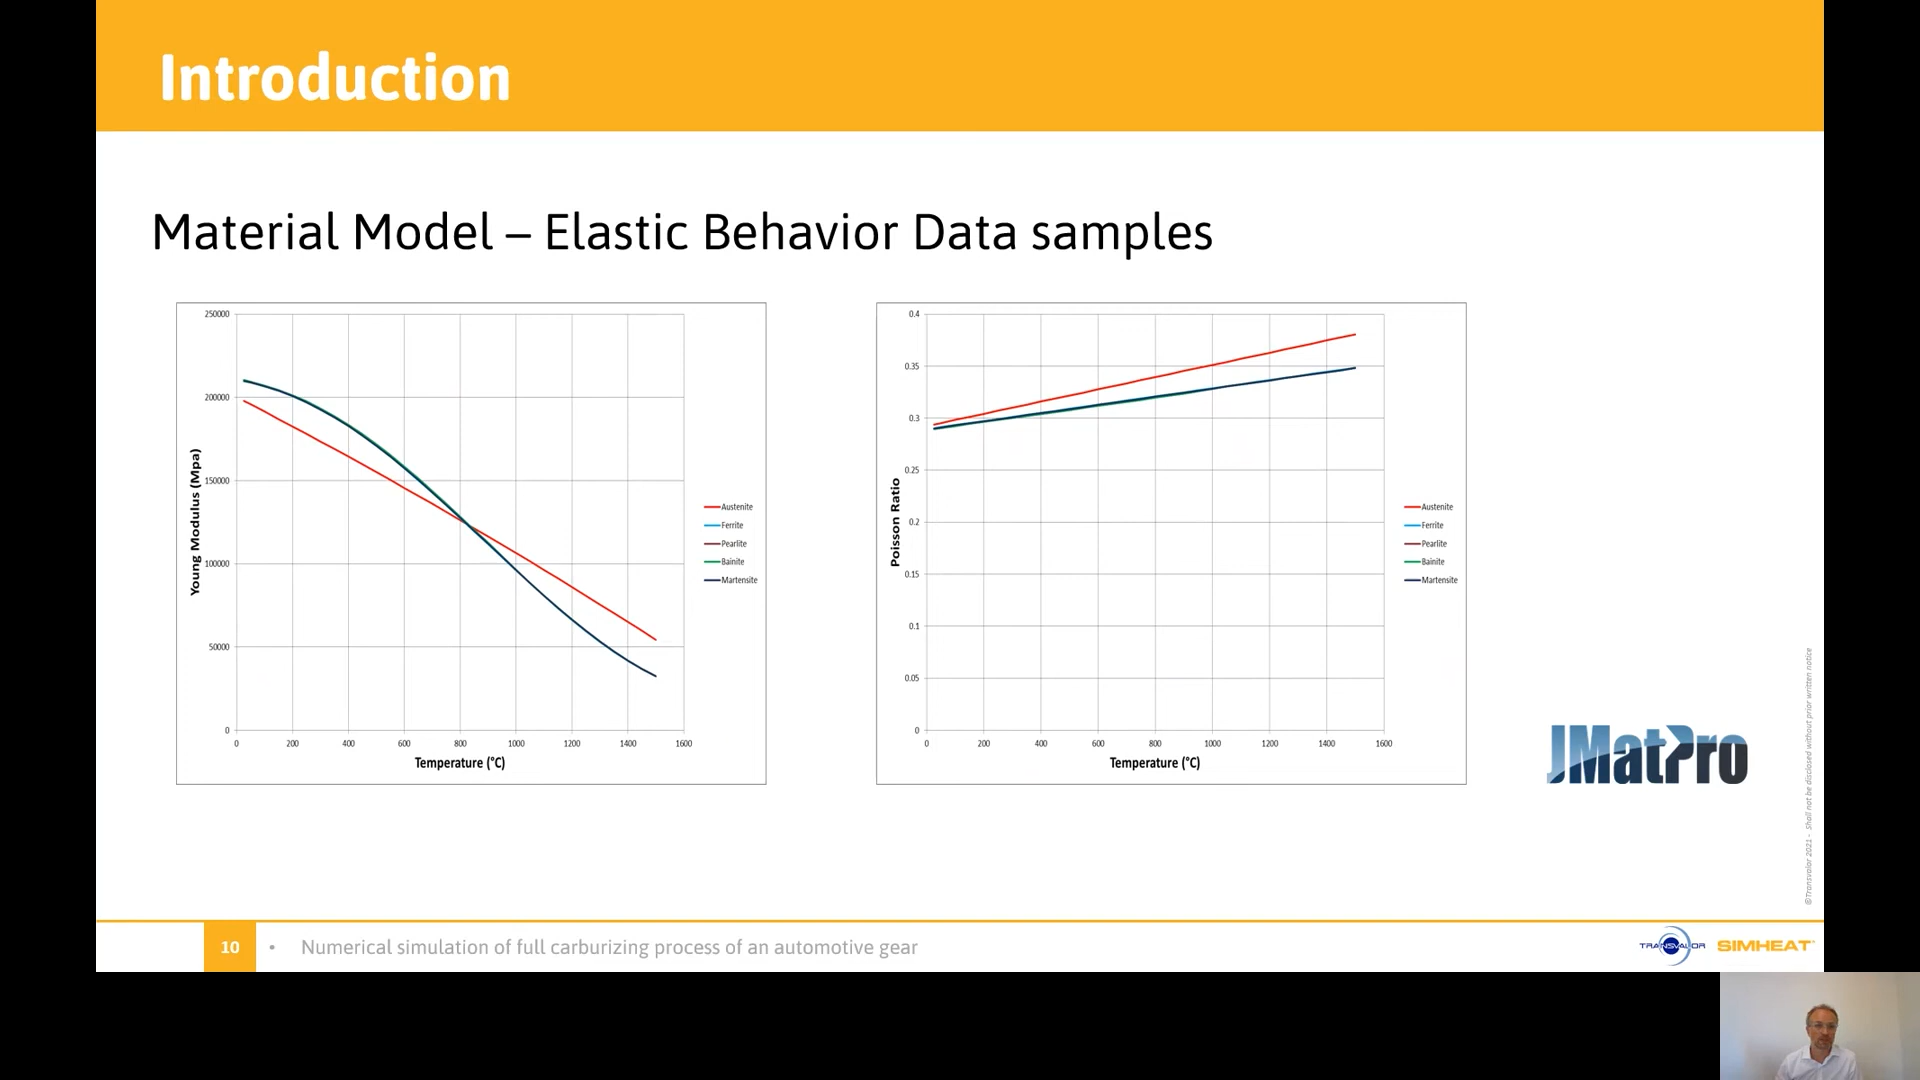 Introduction
Material Model – Elastic Behavior Data samples
250000
200000
150000
100000
50000
0
Young Modulus (Mpa)
0 200 400 600 800 1000 1200 1400 1600
Temperature (°C)
Austenite
Ferrite
Pearlite
Bainite
Martensite
0.4
0.35
0.3
0.25
0.2
0.15
0.1
0.05
0
Poisson Ratio
0 200 400 600 800 1000 1200 1400 1600
Temperature (°C)
Austenite
Ferrite
Pearlite
Bainite
Martensite
JMatPro
©Transvalor 2021 - Shall not be disclosed without prior written notice
10 • Numerical simulation of full carburizing process of an automotive gear
TRANSVALOR SIMHEAT